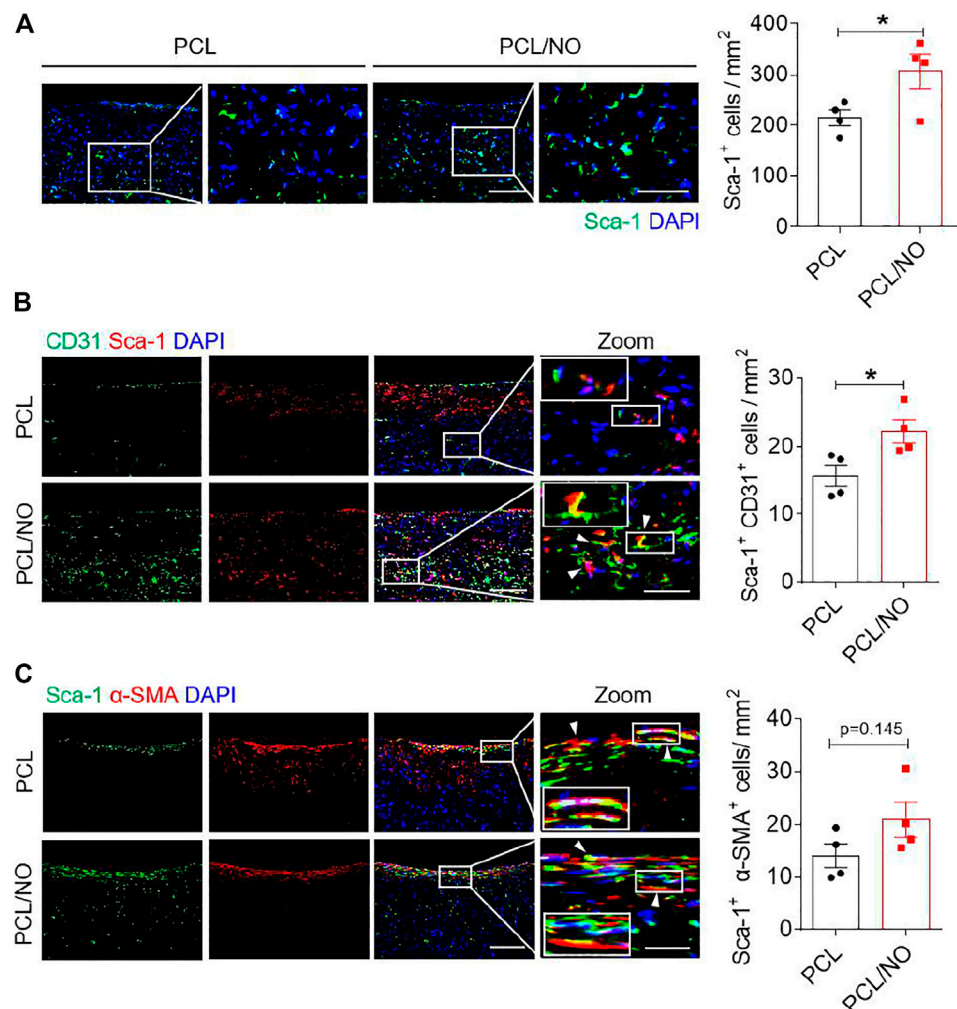 A
PCL
PCL/NO
Sca-1 DAPI
Sca-1+ cells / mm2
400
300
200
100
0
*
PCL
PCL/NO
B
CD31 Sca-1 DAPI
Zoom
PCL
PCL/NO
Sca-1+ CD31+ cells / mm2
30
20
10
0
*
PCL
PCL/NO
C
Sca-1 α-SMA DAPI
Zoom
PCL
PCL/NO
Sca-1+ α-SMA+ cells/ mm2
40
30
20
10
0
p=0.145
PCL
PCL/NO